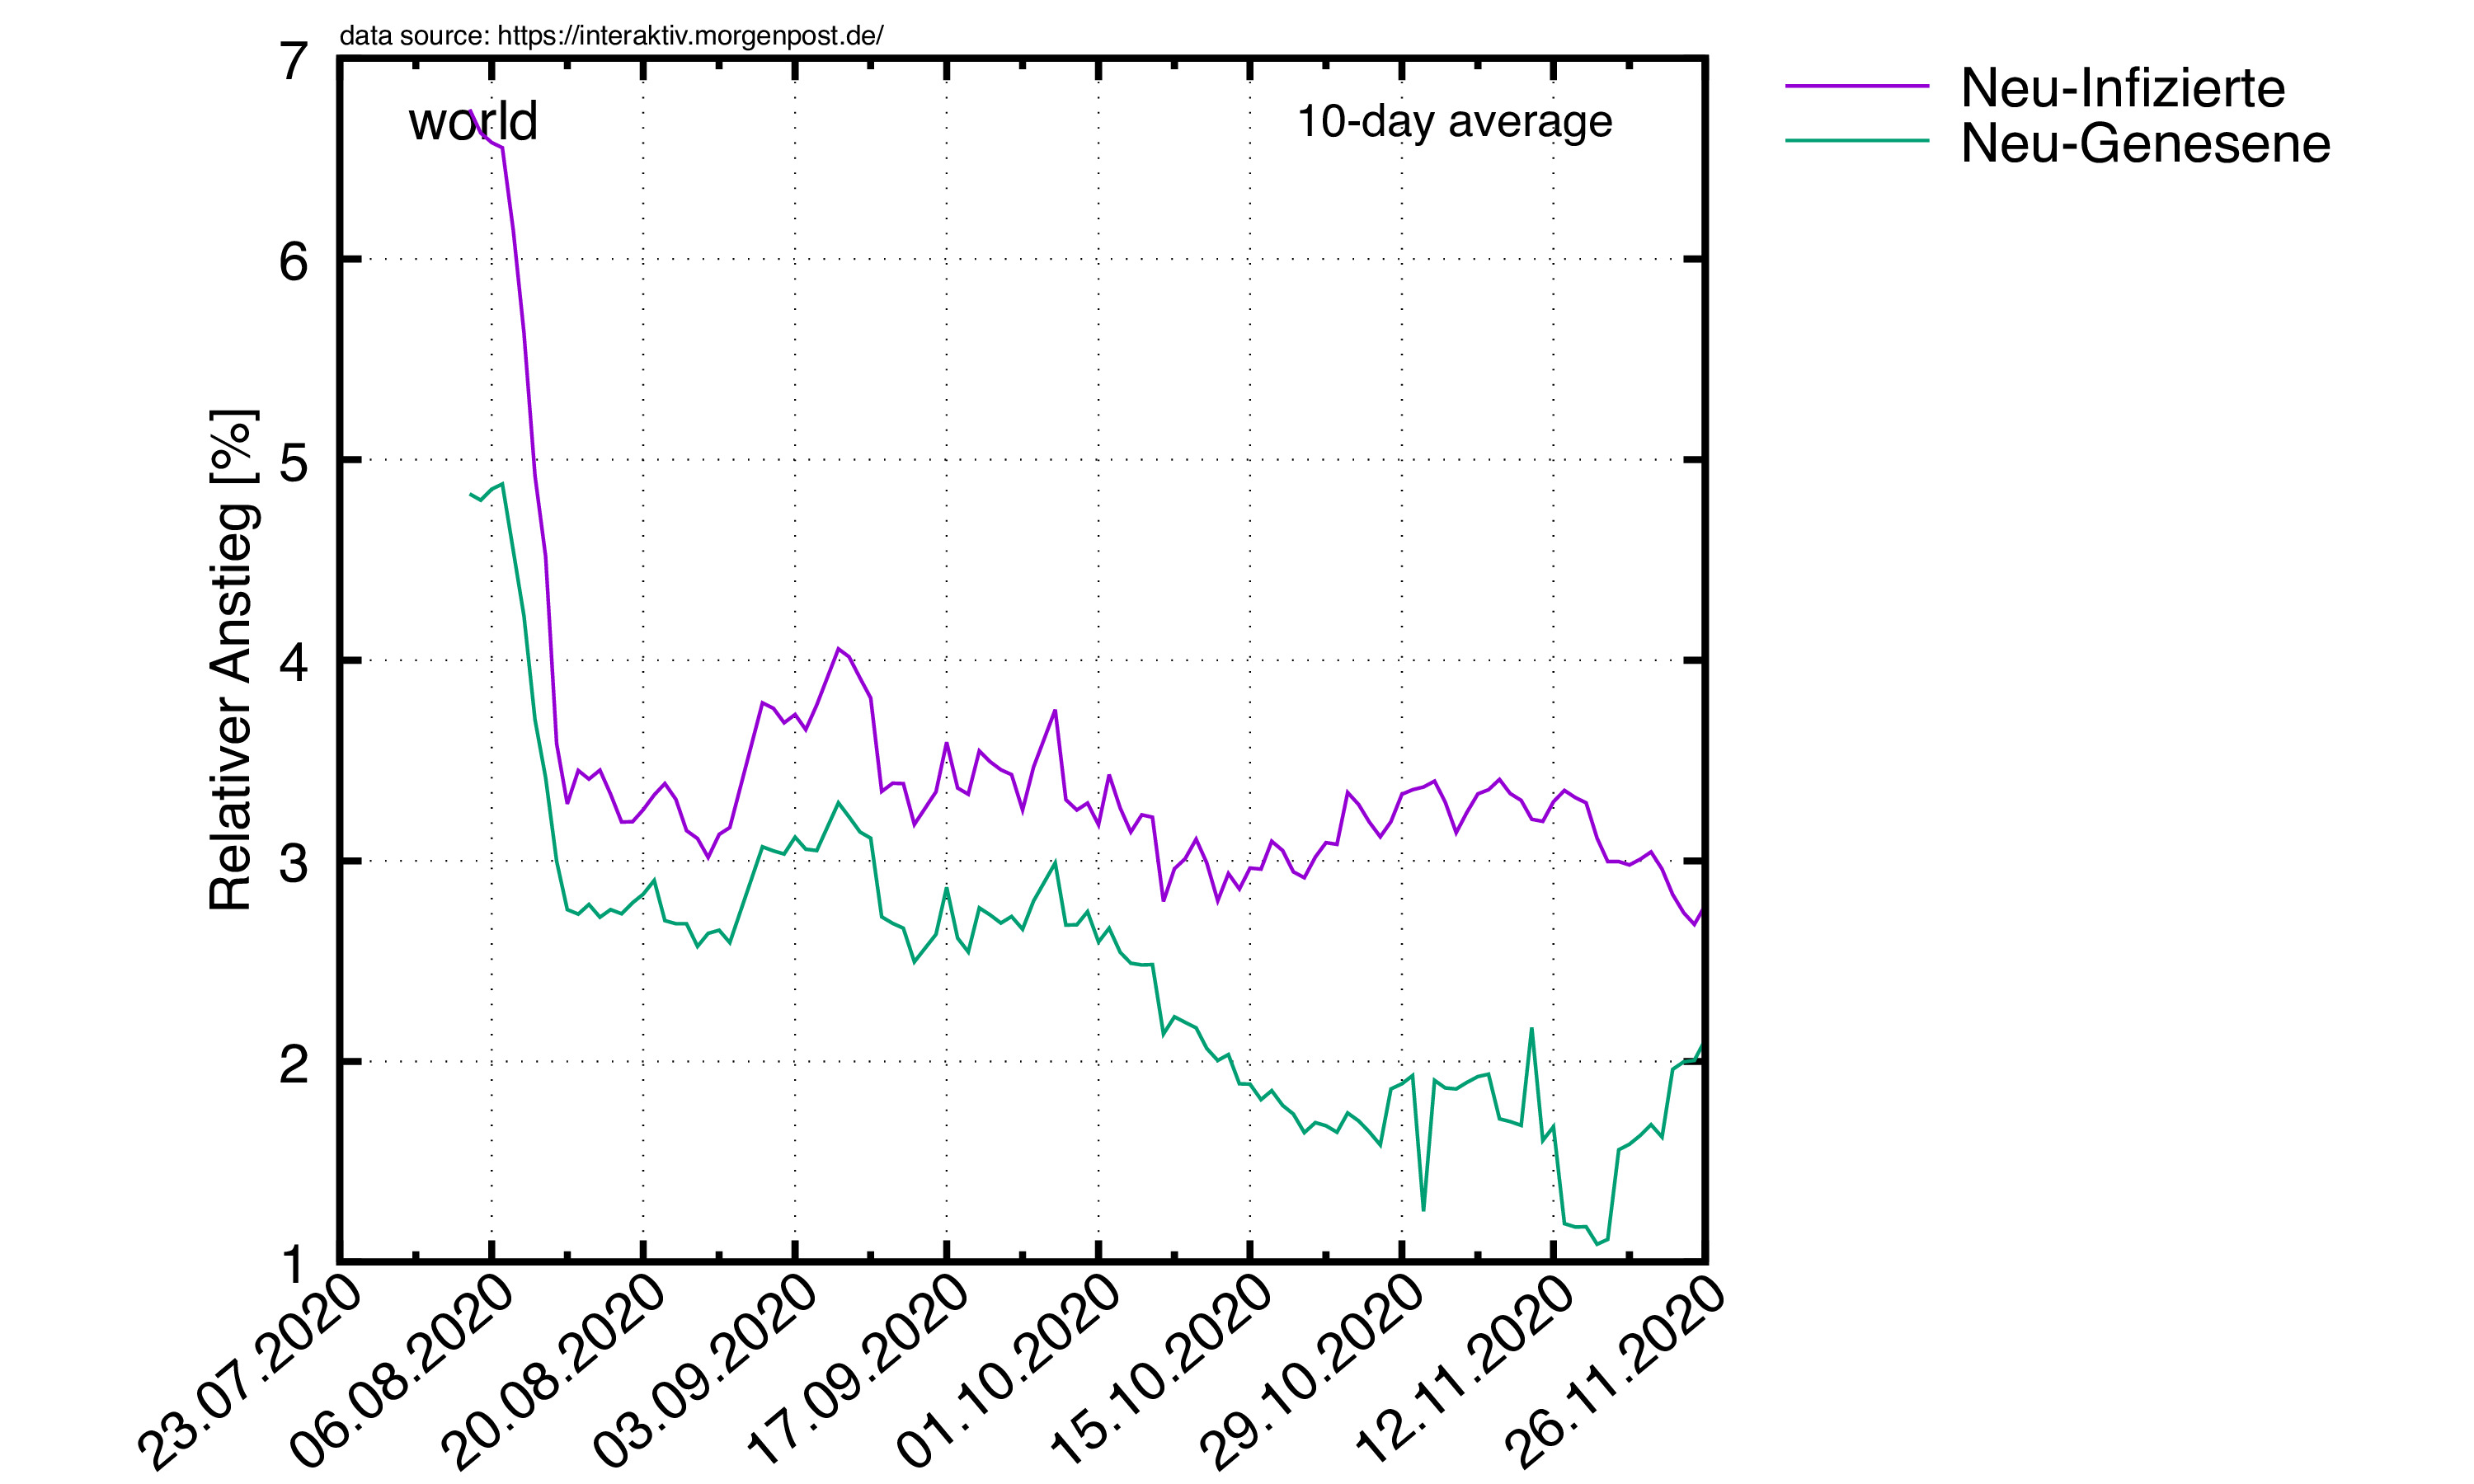 data source: https://interaktiv.morgenpost.de/
world
10-day average
Neu-Infizierte
Neu-Genesene
Relativer Anstieg [%]
7
6
5
4
3
2
1
23.07.2020
06.08.2020
20.08.2020
03.09.2020
17.09.2020
01.10.2020
15.10.2020
29.10.2020
12.11.2020
26.11.2020